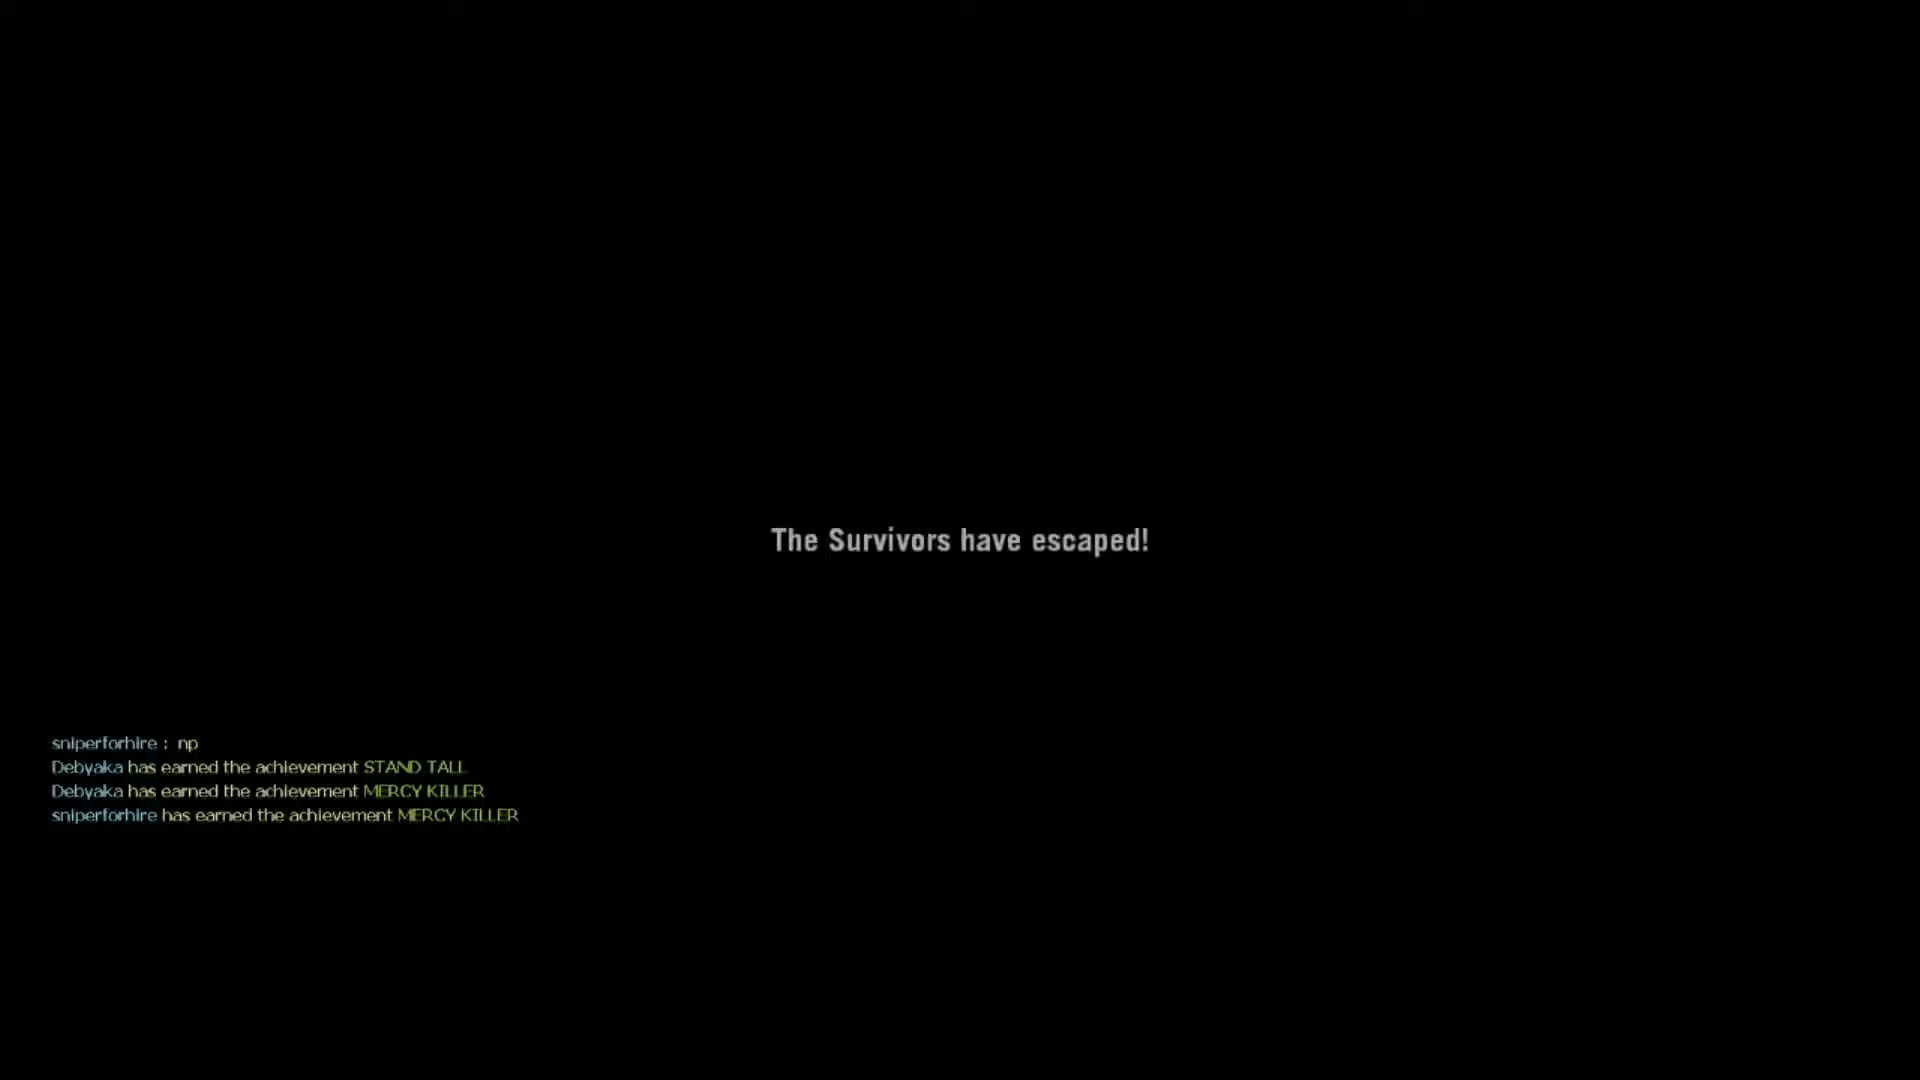 The Survivors have escaped!
sniperforhire : np
Debyaka has earned the achievement STAND TALL
Debyaka has earned the achievement MERCY KILLER
sniperforhire has earned the achievement MERCY KILLER